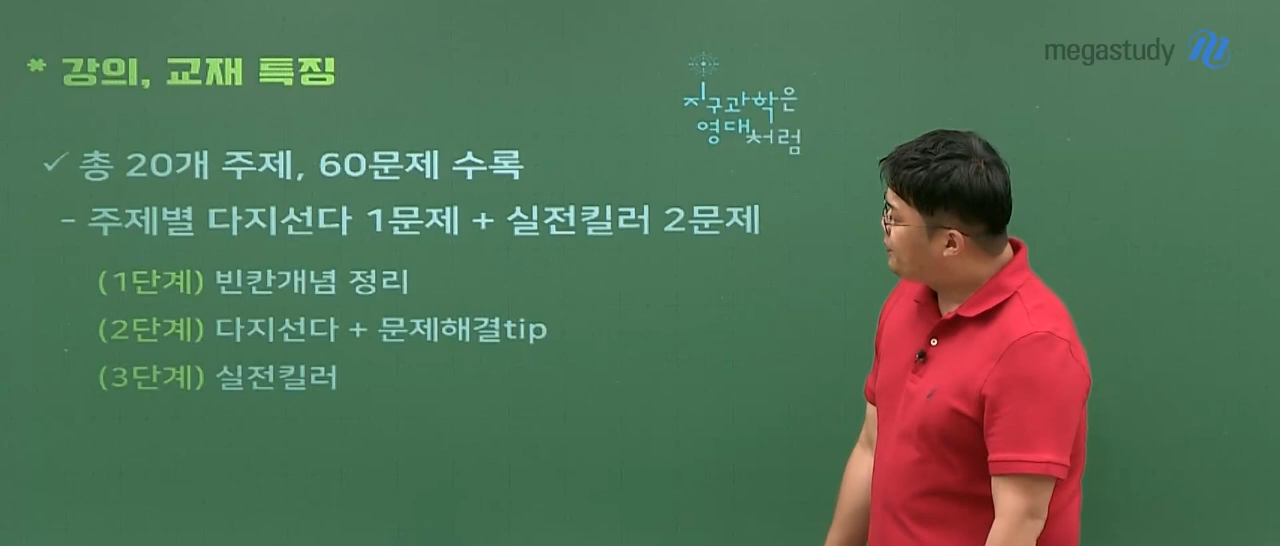 * 강의, 교재 특징
✓ 총 20개 주제, 60문제 수록
- 주제별 다지선다 1문제 + 실전킬러 2문제
(1단계) 빈칸개념 정리
(2단계) 다지선다 + 문제해결tip
(3단계) 실전킬러
지구과학은
영대처럼
megastudy